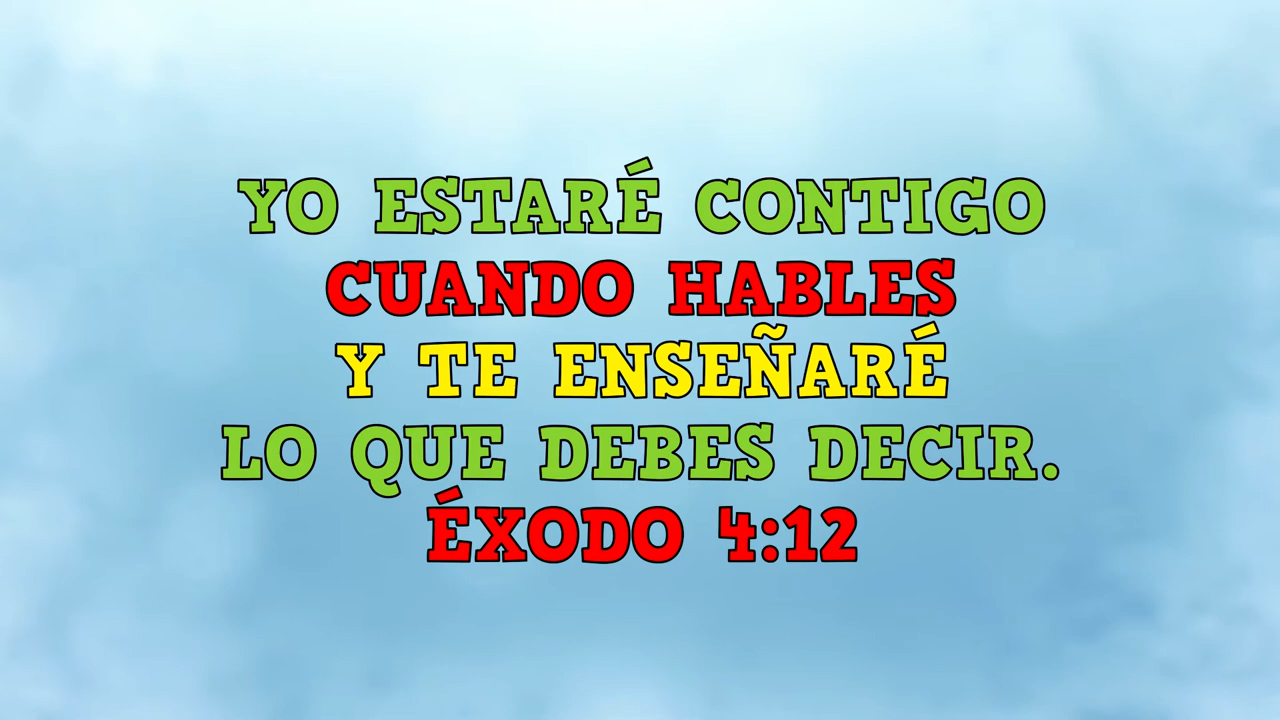 YO ESTARÉ CONTIGO
CUANDO HABLES
Y TE ENSEÑARÉ
LO QUE DEBES DECIR.
ÉXODO 4:12